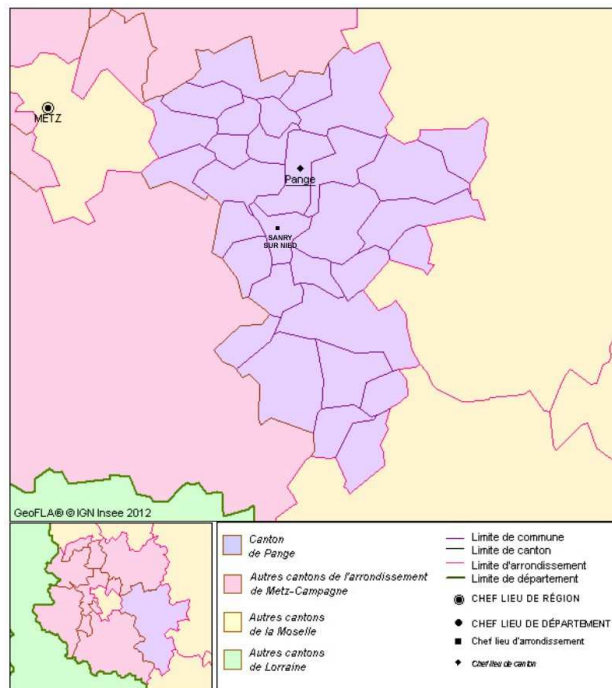 METZ
Pange
SANRY
SUR NIED
GeoFLA® © IGN Insee 2012
Canton
de Pange
Autres cantons de l'arrondissement
de Metz-Campagne
Autres cantons
de la Moselle
Autres cantons
de Lorraine
Limite de commune
Limite de canton
Limite d'arrondissement
Limite de département
CHEF LIEU DE RÉGION
CHEF LIEU DE DÉPARTEMENT
Chef lieu d'arrondissement
Chef lieu de canton